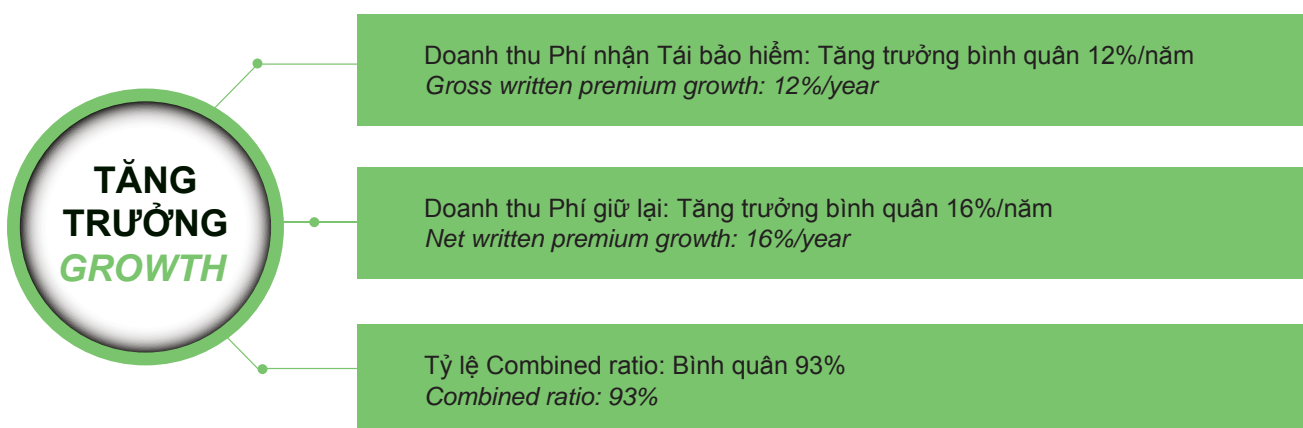 TĂNG
TRƯỞNG
GROWTH
Doanh thu Phí nhận Tái bảo hiểm: Tăng trưởng bình quân 12%/năm
Gross written premium growth: 12%/year
Doanh thu Phí giữ lại: Tăng trưởng bình quân 16%/năm
Net written premium growth: 16%/year
Tỷ lệ Combined ratio: Bình quân 93%
Combined ratio: 93%